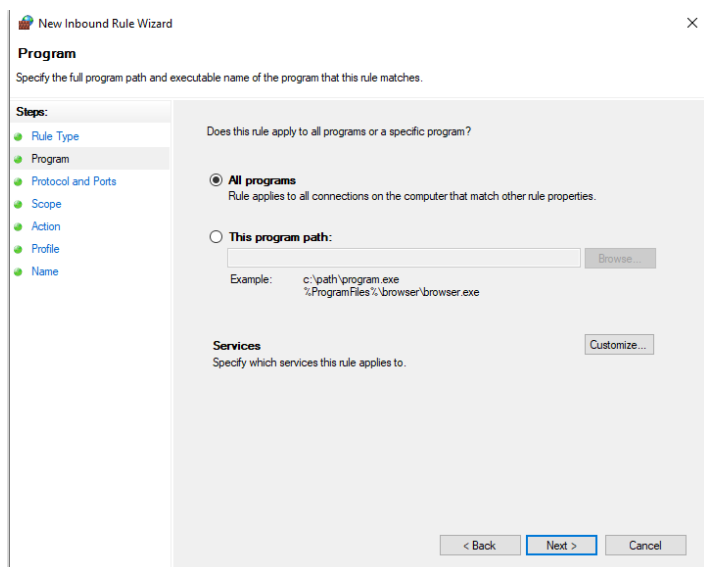 New Inbound Rule Wizard
Program
Specify the full program path and executable name of the program that this rule matches.
Steps:
Rule Type
Program
Protocol and Ports
Scope
Action
Profile
Name
Does this rule apply to all programs or a specific program?
All programs
Rule applies to all connections on the computer that match other rule properties.
This program path:
Browse...
Example: c:\path\program.exe
%ProgramFiles%\browser\browser.exe
Services
Customize...
Specify which services this rule applies to.
< Back Next > Cancel